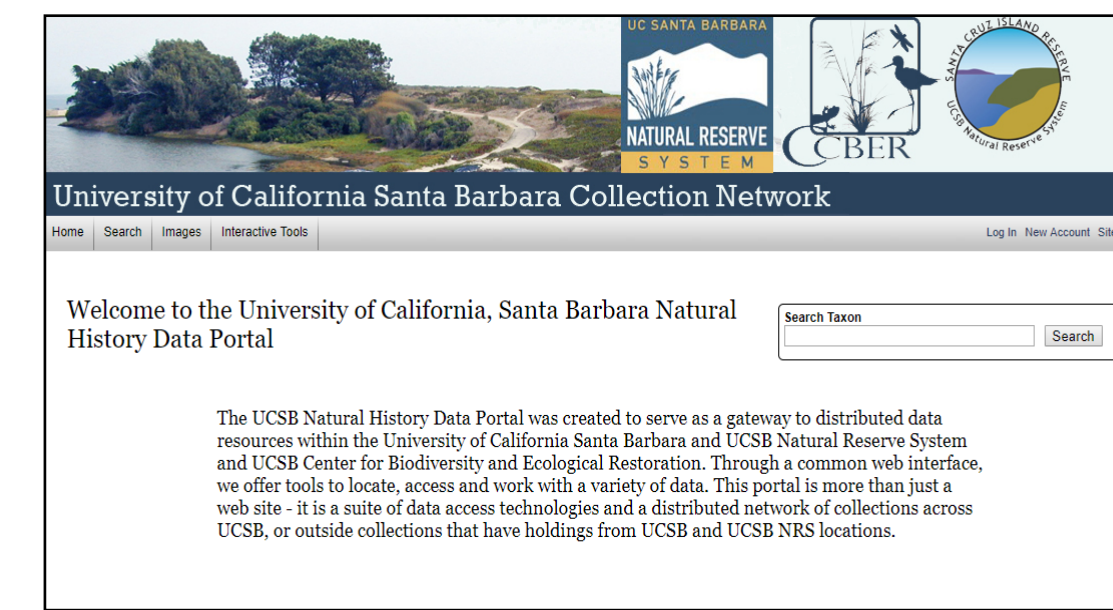 UC SANTA BARBARA
NATURAL RESERVE
SYSTEM
CCBER
SANTA CRUZ ISLAND RESERVE
UCSB Natural Reserve System
University of California Santa Barbara Collection Network
Home Search Images Interactive Tools Log In New Account Site
Welcome to the University of California, Santa Barbara Natural
History Data Portal
Search Taxon
Search
The UCSB Natural History Data Portal was created to serve as a gateway to distributed data
resources within the University of California Santa Barbara and UCSB Natural Reserve System
and UCSB Center for Biodiversity and Ecological Restoration. Through a common web interface,
we offer tools to locate, access and work with a variety of data. This portal is more than just a
web site - it is a suite of data access technologies and a distributed network of collections across
UCSB, or outside collections that have holdings from UCSB and UCSB NRS locations.